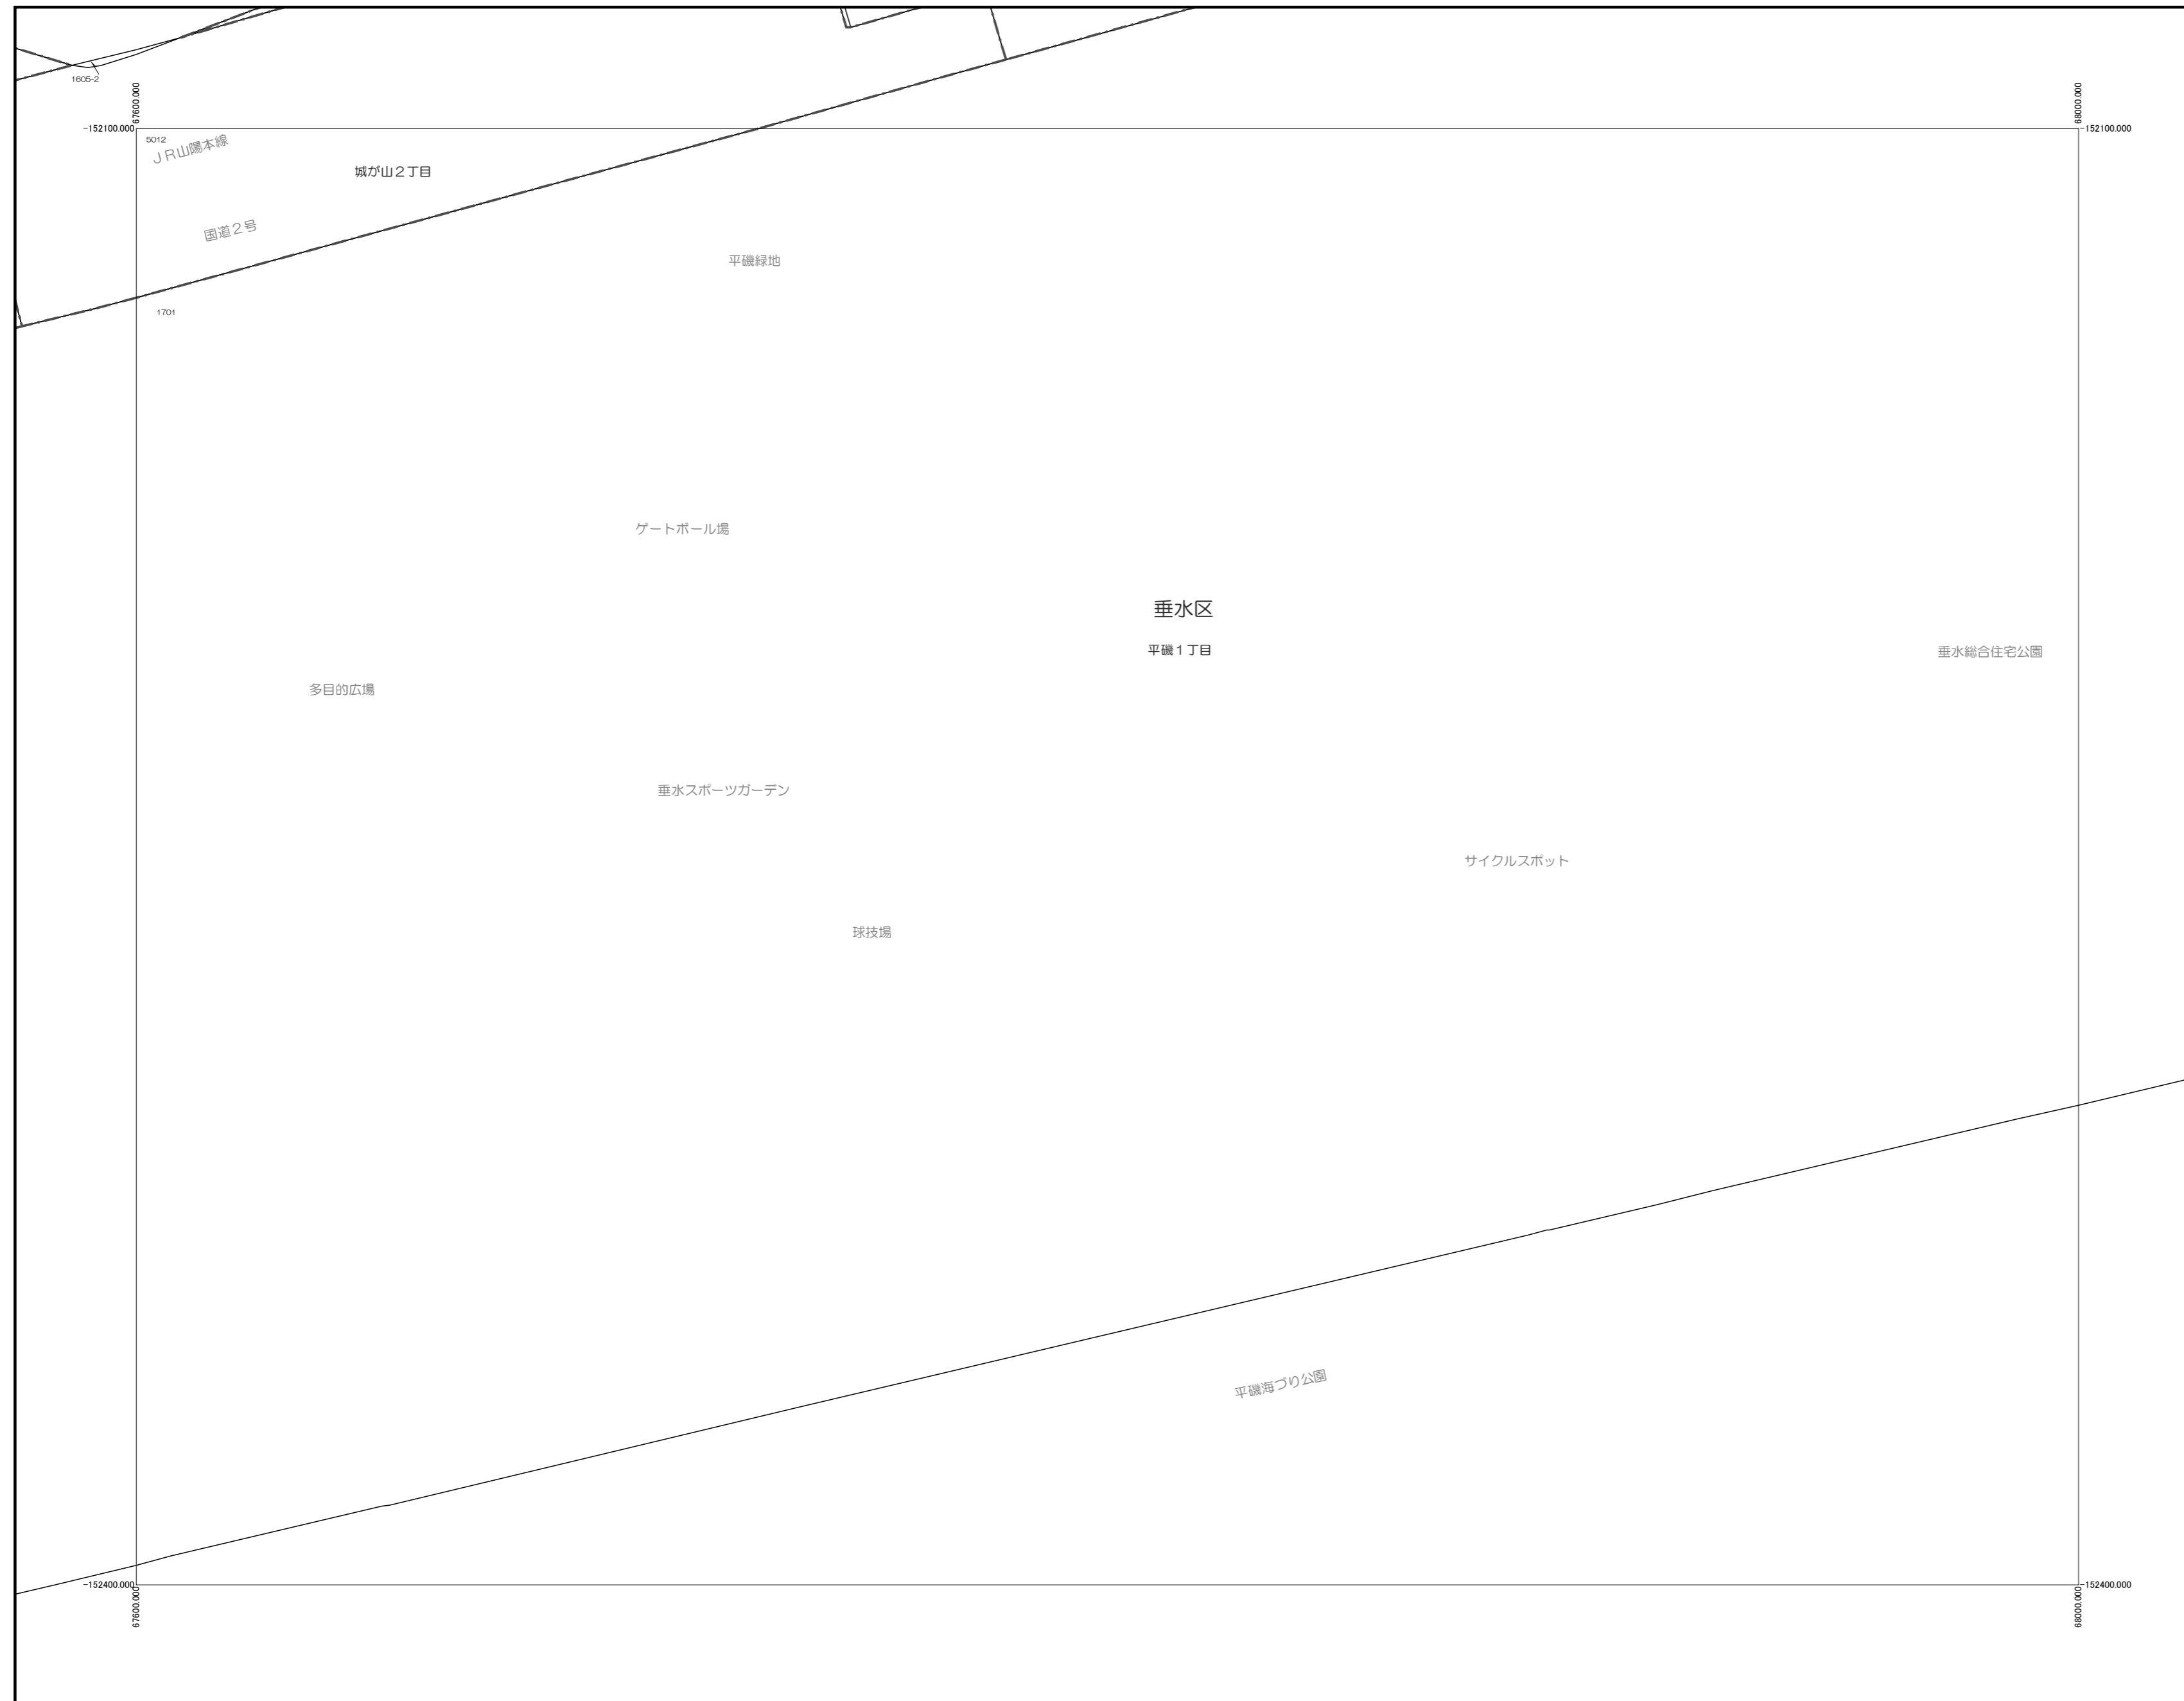 1605-2
67600.000
68000.000
-152100.000
-152100.000
5012
ＪＲ山陽本線
城が山２丁目
国道２号
平磯緑地
1701
ゲートボール場
垂水区
平磯１丁目
垂水総合住宅公園
多目的広場
垂水スポーツガーデン
サイクルスポット
球技場
平磯海づり公園
-152400.000
-152400.000
67600.000
68000.000